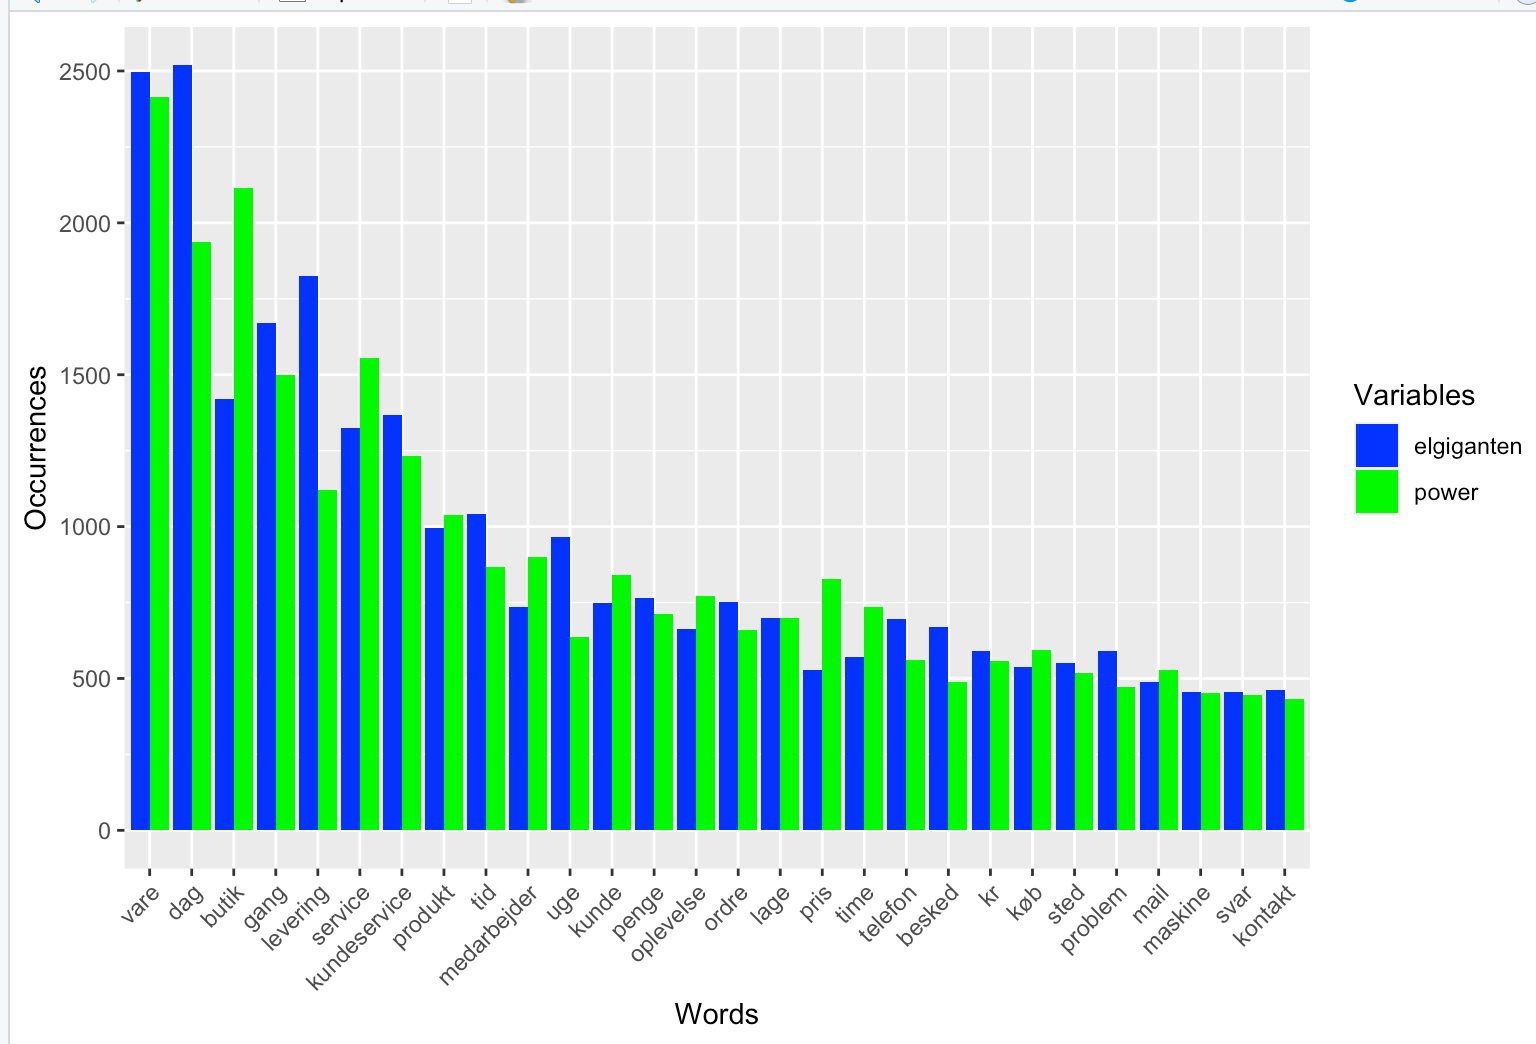 2500
2000
1500
1000
500
0
Occurrences
vare
dag
butik
gang
levering
service
kundeservice
produkt
tid
medarbejder
uge
kunde
penge
oplevelse
ordre
lage
pris
time
telefon
besked
kr
køb
sted
problem
mail
maskine
svar
kontakt
Words
Variables
elgiganten
power